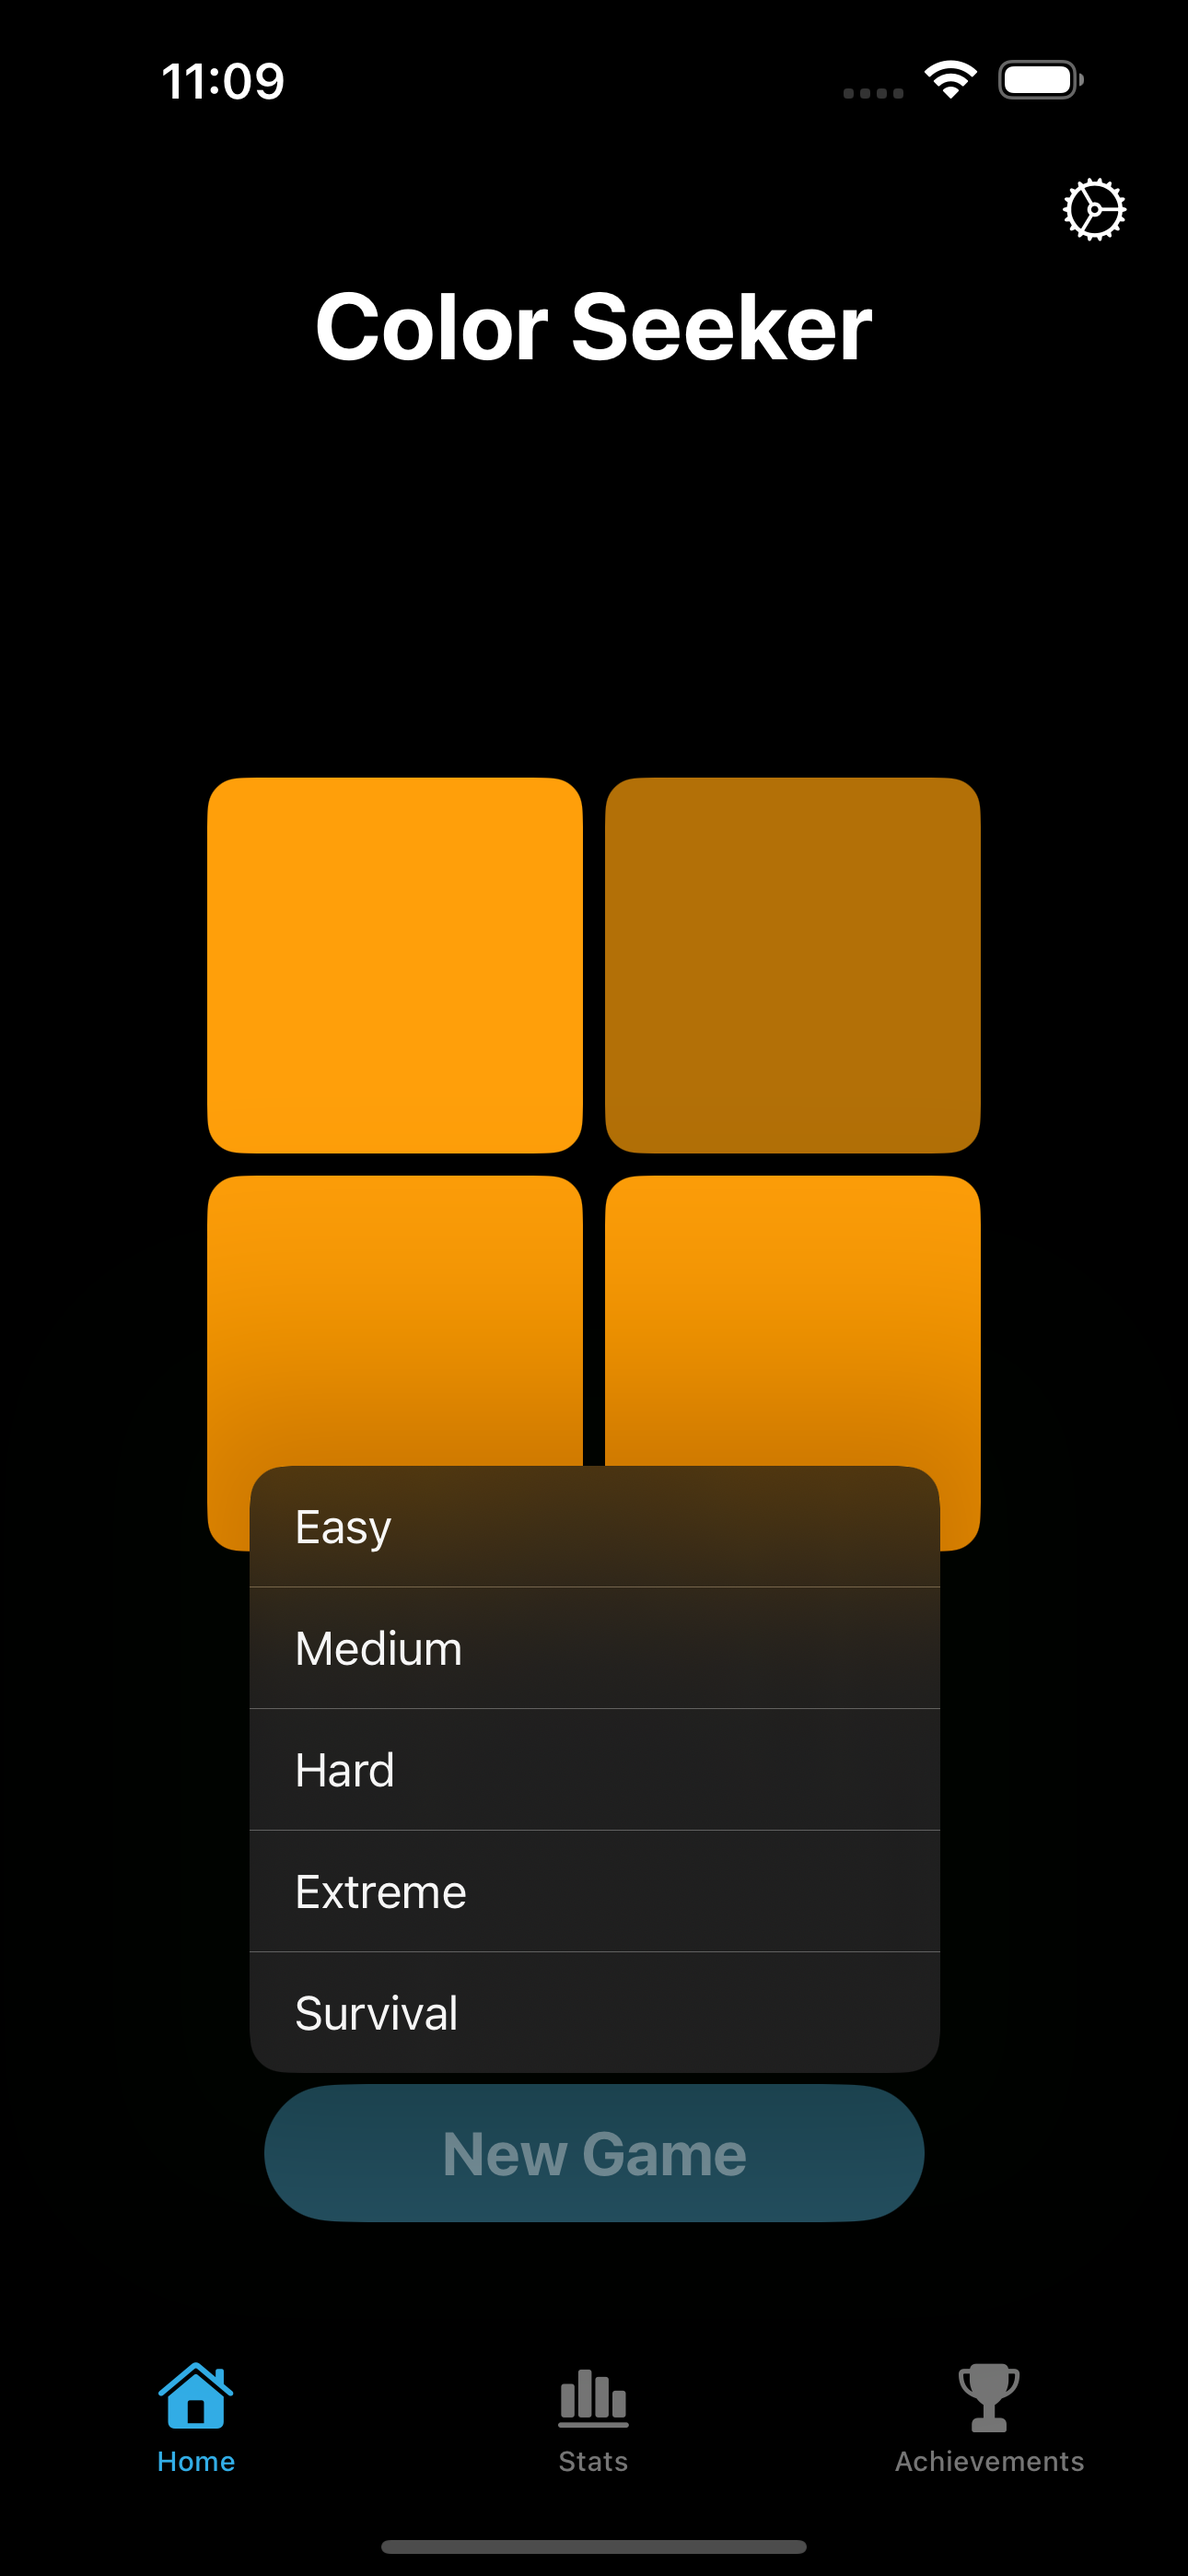 11:09
Color Seeker
Easy
Medium
Hard
Extreme
Survival
New Game
Home
Stats
Achievements